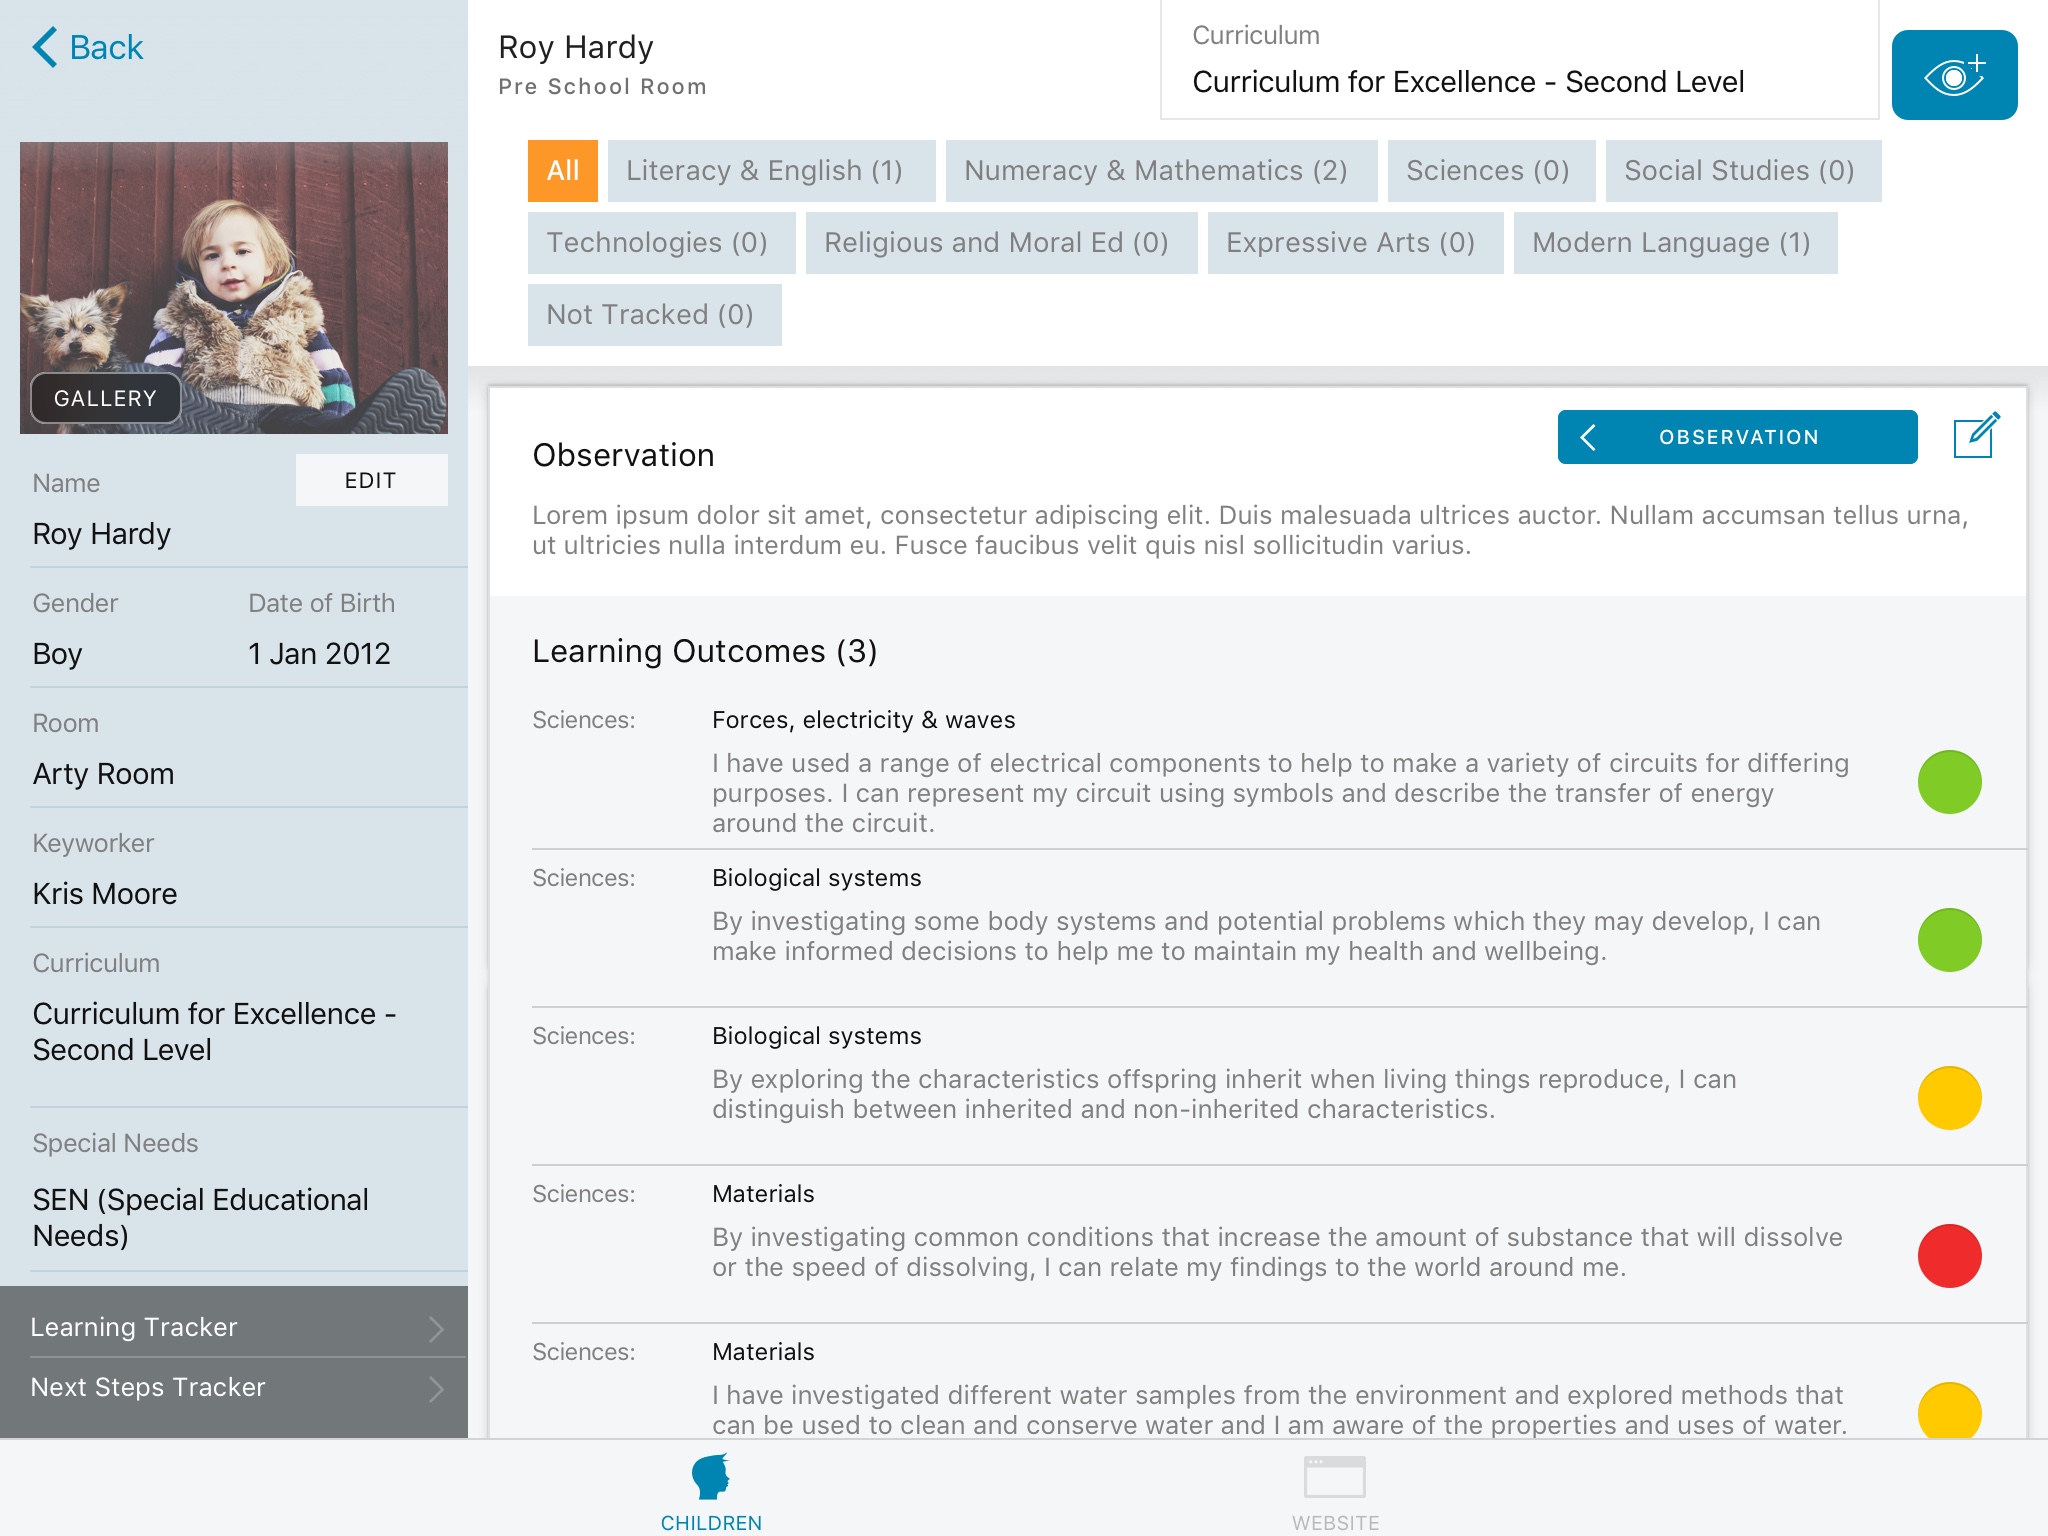 Back
GALLERY
Name
EDIT
Roy Hardy
Gender
Date of Birth
Boy
1 Jan 2012
Room
Arty Room
Keyworker
Kris Moore
Curriculum
Curriculum for Excellence -
Second Level
Special Needs
SEN (Special Educational
Needs)
Learning Tracker
Next Steps Tracker
Roy Hardy
Pre School Room
Curriculum
Curriculum for Excellence - Second Level
All
Literacy & English (1)
Numeracy & Mathematics (2)
Sciences (0)
Social Studies (0)
Technologies (0)
Religious and Moral Ed (0)
Expressive Arts (0)
Modern Language (1)
Not Tracked (0)
Observation
OBSERVATION
Lorem ipsum dolor sit amet, consectetur adipiscing elit. Duis malesuada ultrices auctor. Nullam accumsan tellus urna,
ut ultricies nulla interdum eu. Fusce faucibus velit quis nisl sollicitudin varius.
Learning Outcomes (3)
Sciences:
Forces, electricity & waves
I have used a range of electrical components to help to make a variety of circuits for differing
purposes. I can represent my circuit using symbols and describe the transfer of energy
around the circuit.
Sciences:
Biological systems
By investigating some body systems and potential problems which they may develop, I can
make informed decisions to help me to maintain my health and wellbeing.
Sciences:
Biological systems
By exploring the characteristics offspring inherit when living things reproduce, I can
distinguish between inherited and non-inherited characteristics.
Sciences:
Materials
By investigating common conditions that increase the amount of substance that will dissolve
or the speed of dissolving, I can relate my findings to the world around me.
Sciences:
Materials
I have investigated different water samples from the environment and explored methods that
can be used to clean and conserve water and I am aware of the properties and uses of water.
CHILDREN
WEBSITE